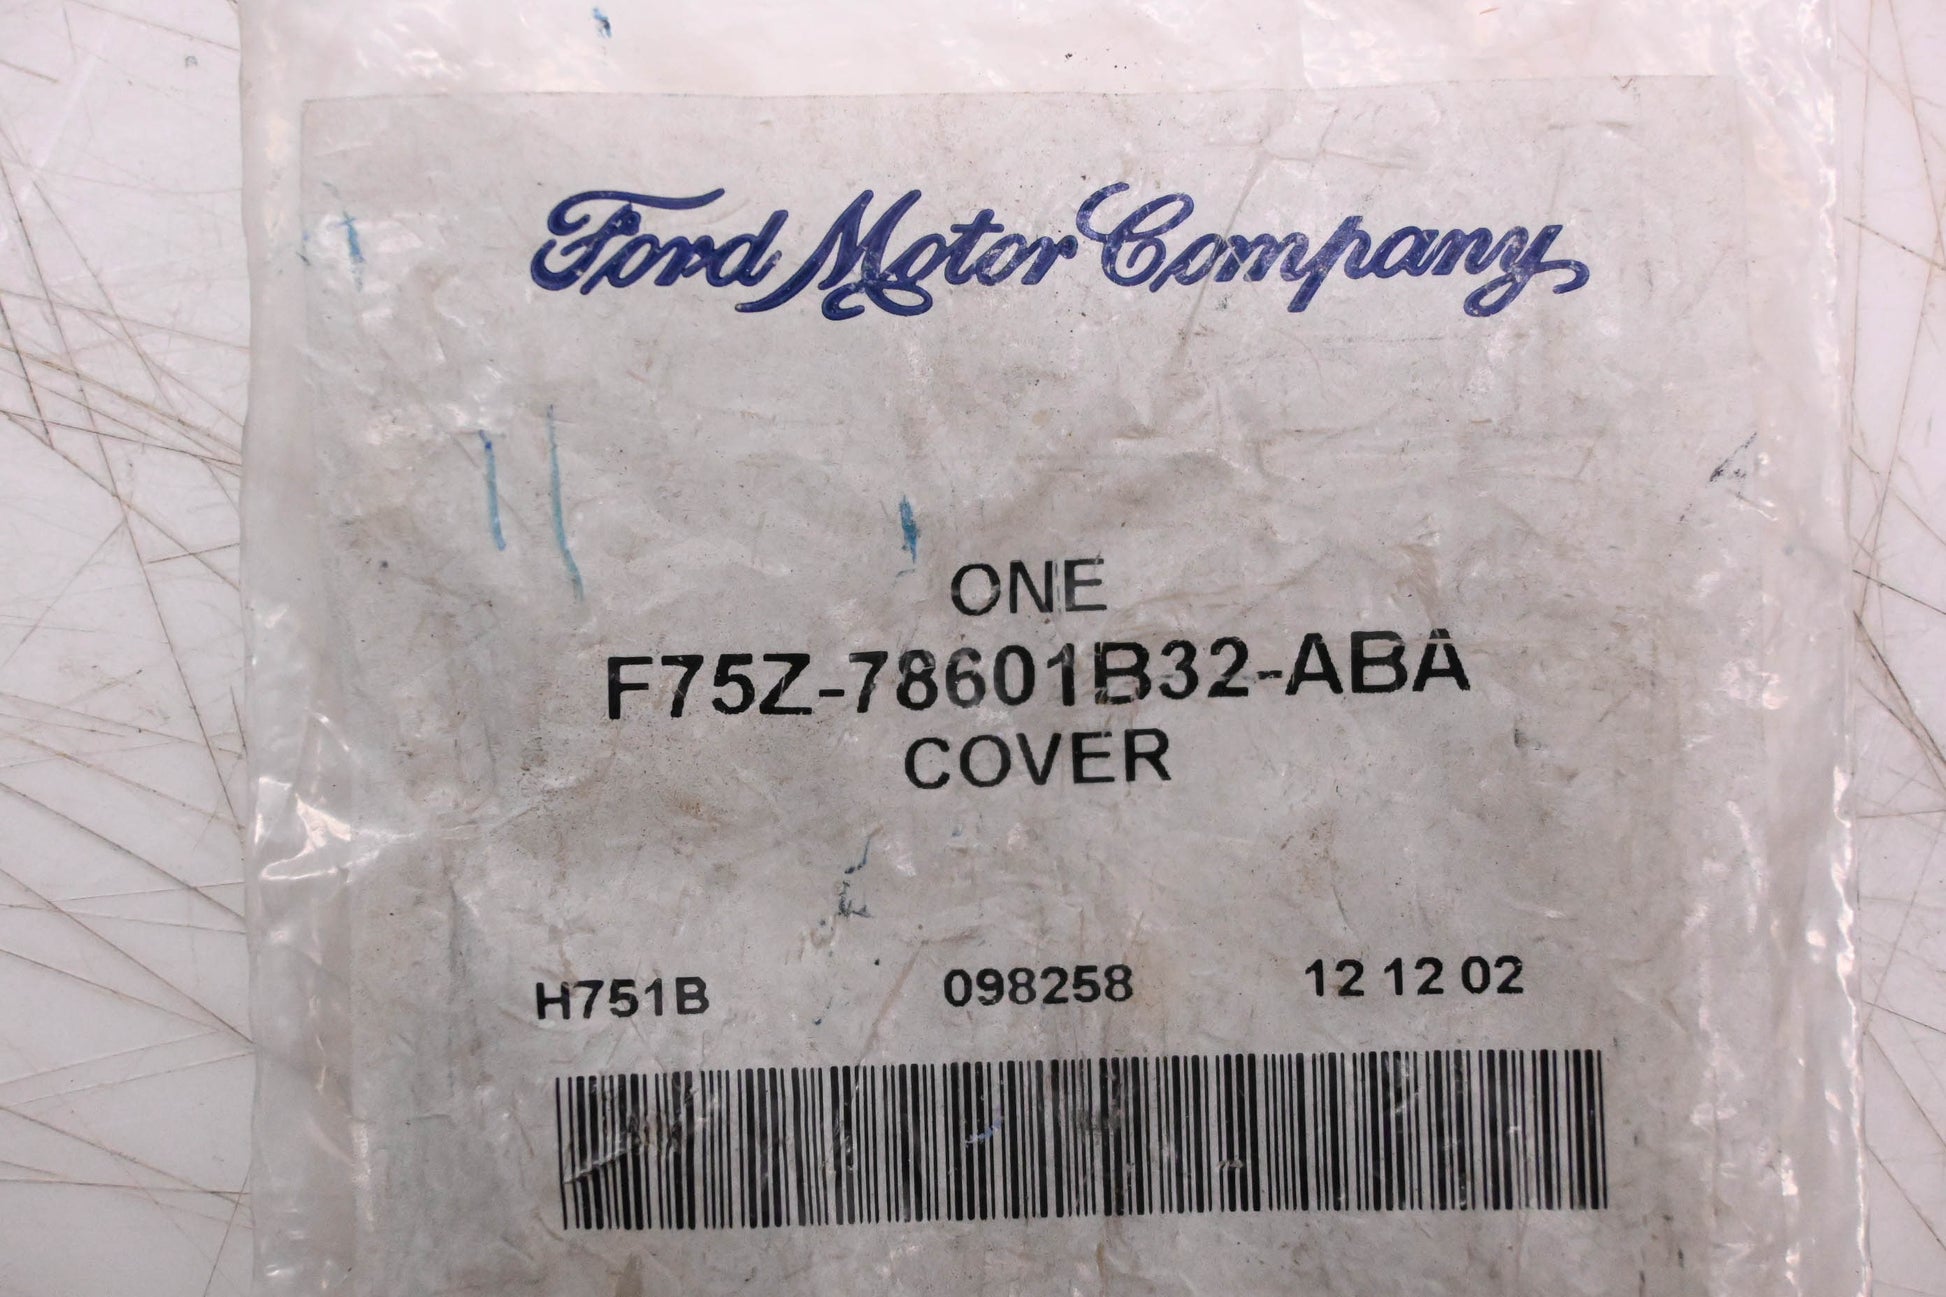 Ford Motor Company
ONE
F75Z-78601B32-ABA
COVER
H751B 098258 12 12 02